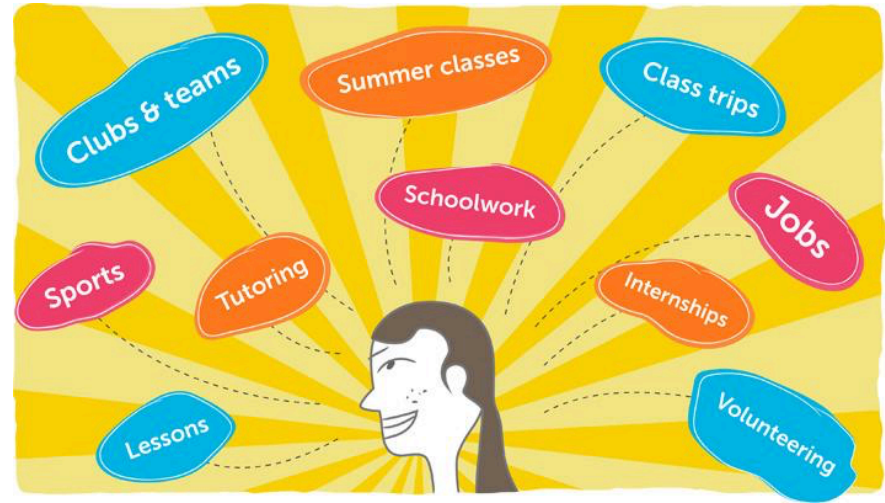 Clubs & teams
Summer classes
Class trips
Schoolwork
Jobs
Sports
Tutoring
Internships
Lessons
Volunteering